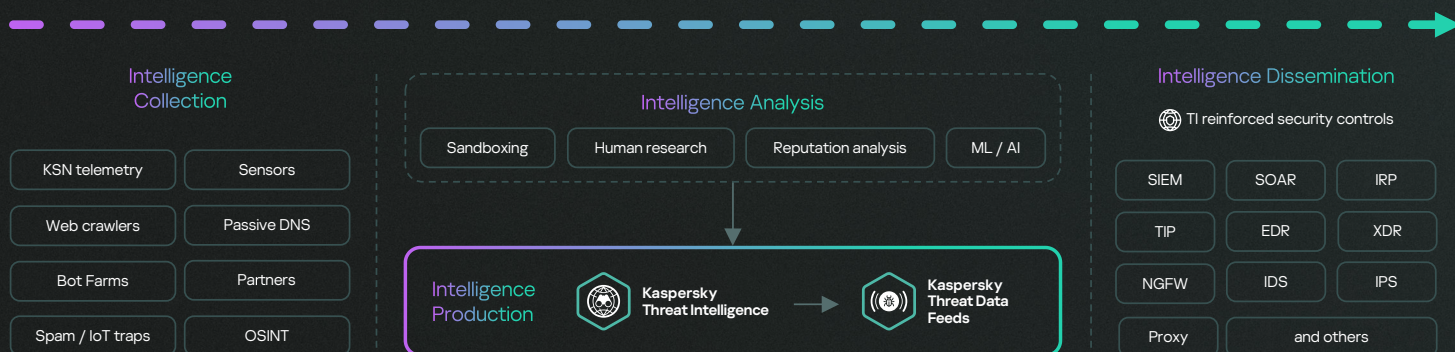 Intelligence
Collection
KSN telemetry
Sensors
Web crawlers
Passive DNS
Bot Farms
Partners
Spam / IoT traps
OSINT
Intelligence Analysis
Sandboxing
Human research
Reputation analysis
ML / AI
Intelligence
Production
Kaspersky
Threat Intelligence
Kaspersky
Threat Data
Feeds
Intelligence Dissemination
TI reinforced security controls
SIEM
SOAR
IRP
TIP
EDR
XDR
NGFW
IDS
IPS
Proxy
and others